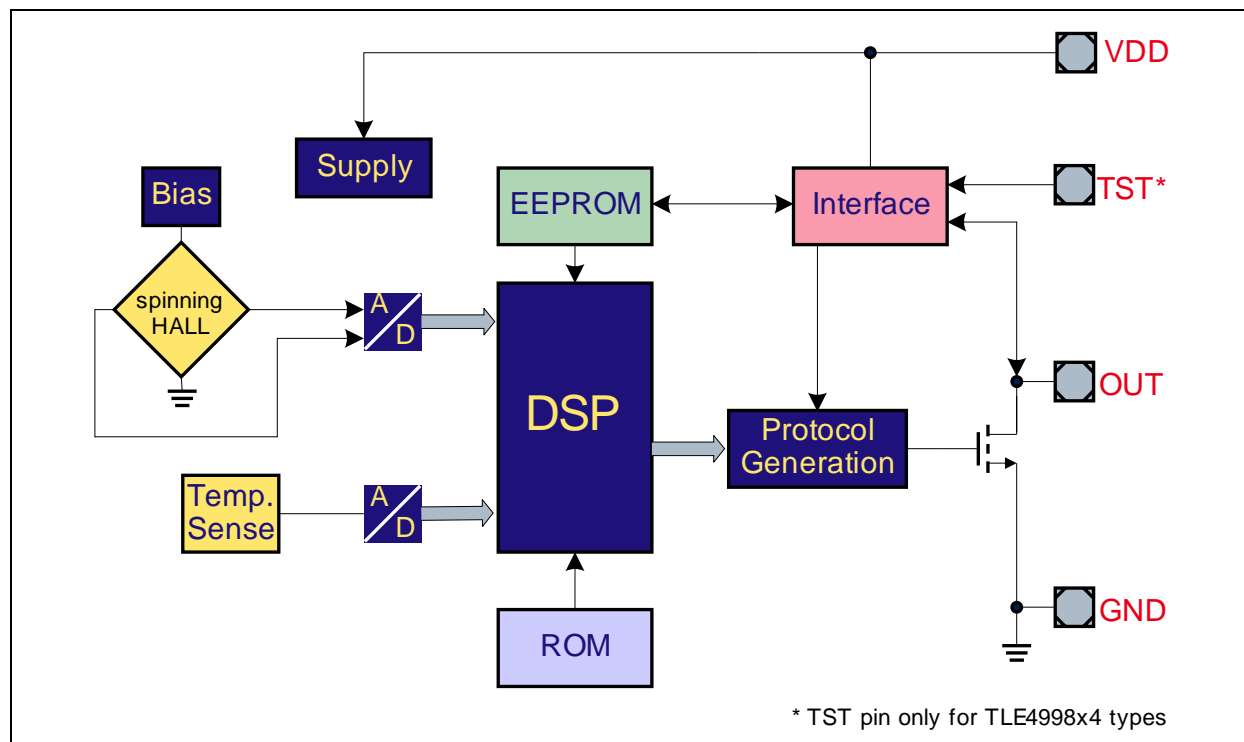 VDD
Supply
Bias
EEPROM
Interface
TST*
spinning
HALL
A
D
DSP
OUT
Protocol
Generation
Temp.
Sense
A
D
ROM
GND
* TST pin only for TLE4998x4 types